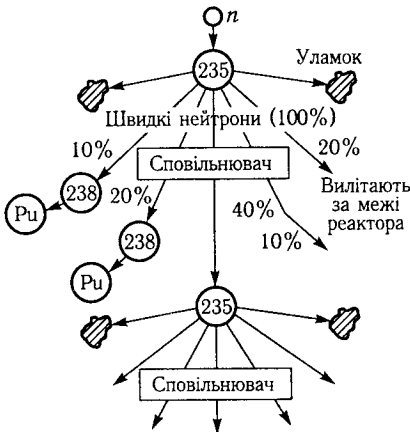 n
235
Уламок
Швидкі нейтрони (100%)
10%
20%
Сповільнювач
238
20%
Вилітають
за межі
реактора
Pu
40%
238
10%
Pu
235
Сповільнювач